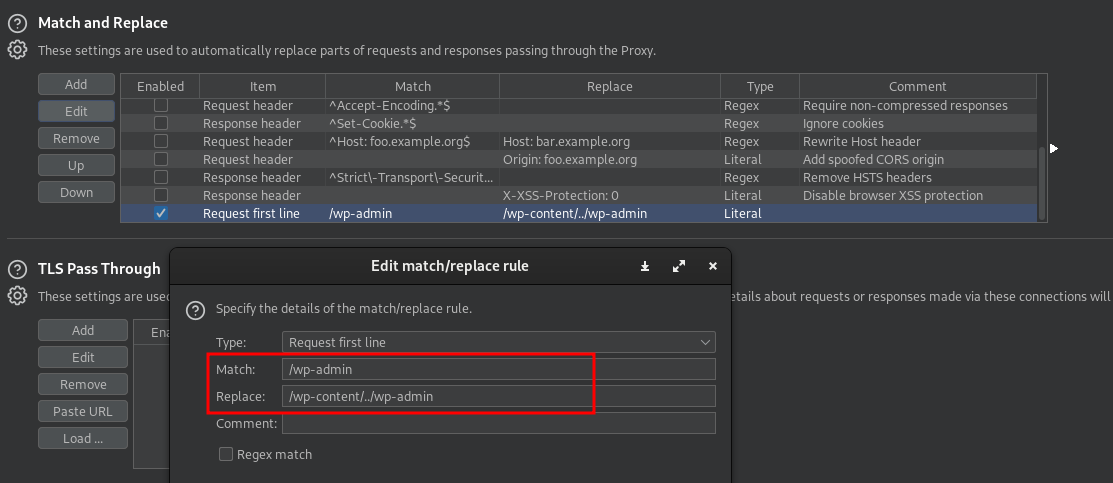 Match and Replace
These settings are used to automatically replace parts of requests and responses passing through the Proxy.
Add
Edit
Remove
Up
Down
Enabled Item Match Replace Type Comment
Request header ^Accept-Encoding.*$ Regex Require non-compressed responses
Response header ^Set-Cookie.*$ Regex Ignore cookies
Request header ^Host: foo.example.org$ Host: bar.example.org Regex Rewrite Host header
Request header Origin: foo.example.org Literal Add spoofed CORS origin
Response header ^Strict\-Transport\-Securit... Regex Remove HSTS headers
Response header X-XSS-Protection: 0 Literal Disable browser XSS protection
Request first line /wp-admin /wp-content/../wp-admin Literal
TLS Pass Through
These settings are used etails about requests or responses made via these connections will
Add
Edit
Remove
Paste URL
Load ...
Ena
Edit match/replace rule
Specify the details of the match/replace rule.
Type: Request first line
Match: /wp-admin
Replace: /wp-content/../wp-admin
Comment:
Regex match